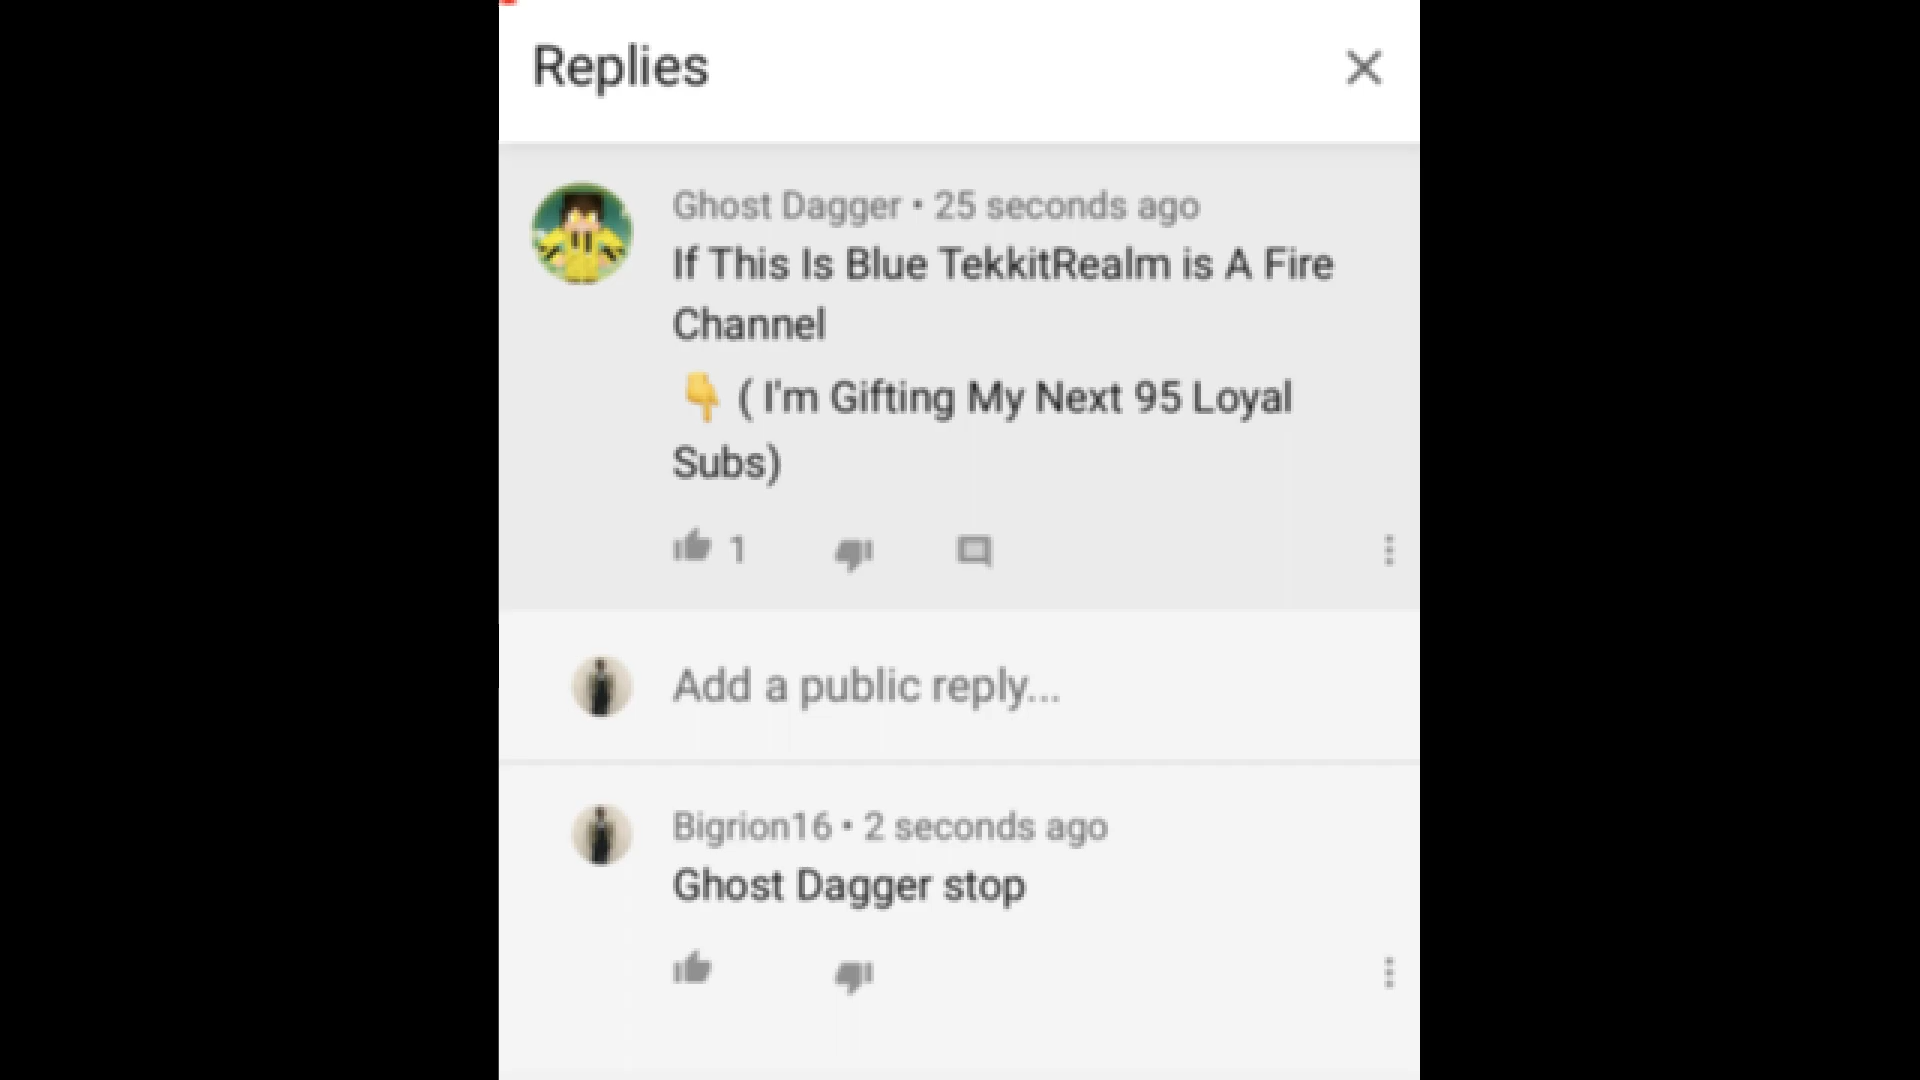 Replies
Ghost Dagger • 25 seconds ago
If This Is Blue TekkitRealm is A Fire
Channel
👇 ( I'm Gifting My Next 95 Loyal
Subs)
1
Add a public reply...
Bigrion16 • 2 seconds ago
Ghost Dagger stop